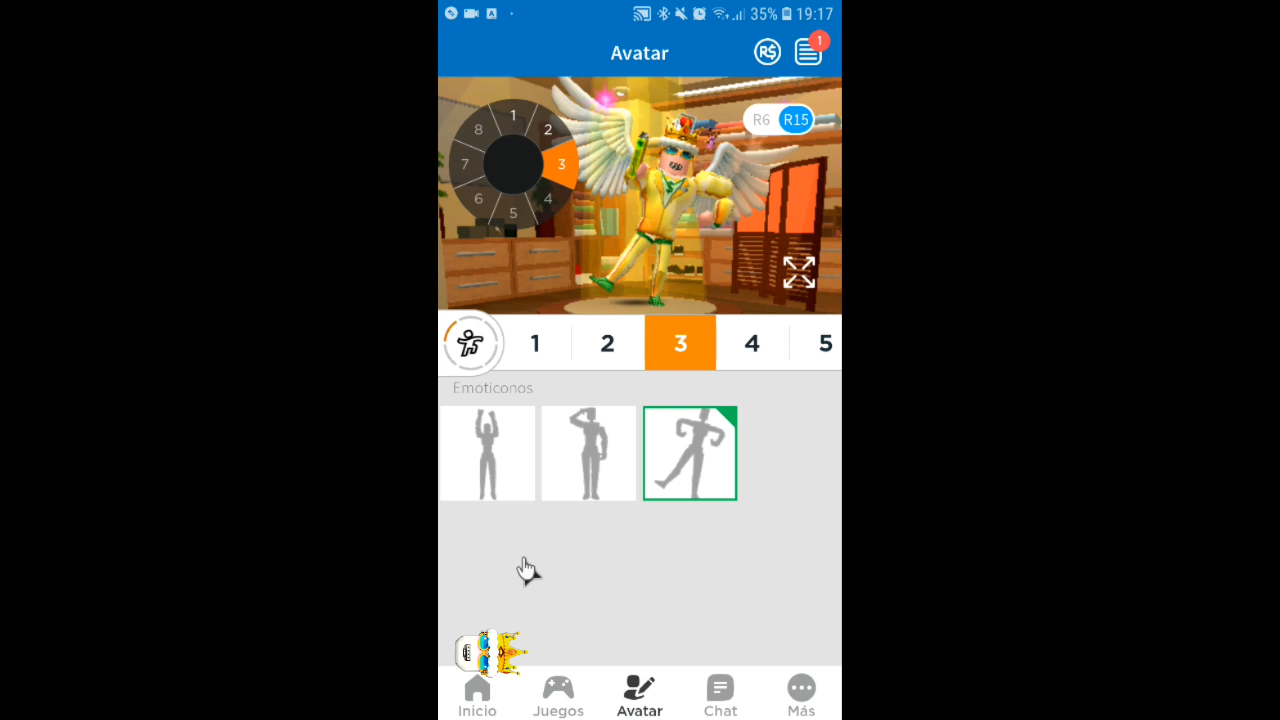 35% 19:17
Avatar
R$
1
R6 R15
1
2
3
4
5
6
7
8
1 2 3 4 5
Emoticonos
Inicio Juegos Avatar Chat Más